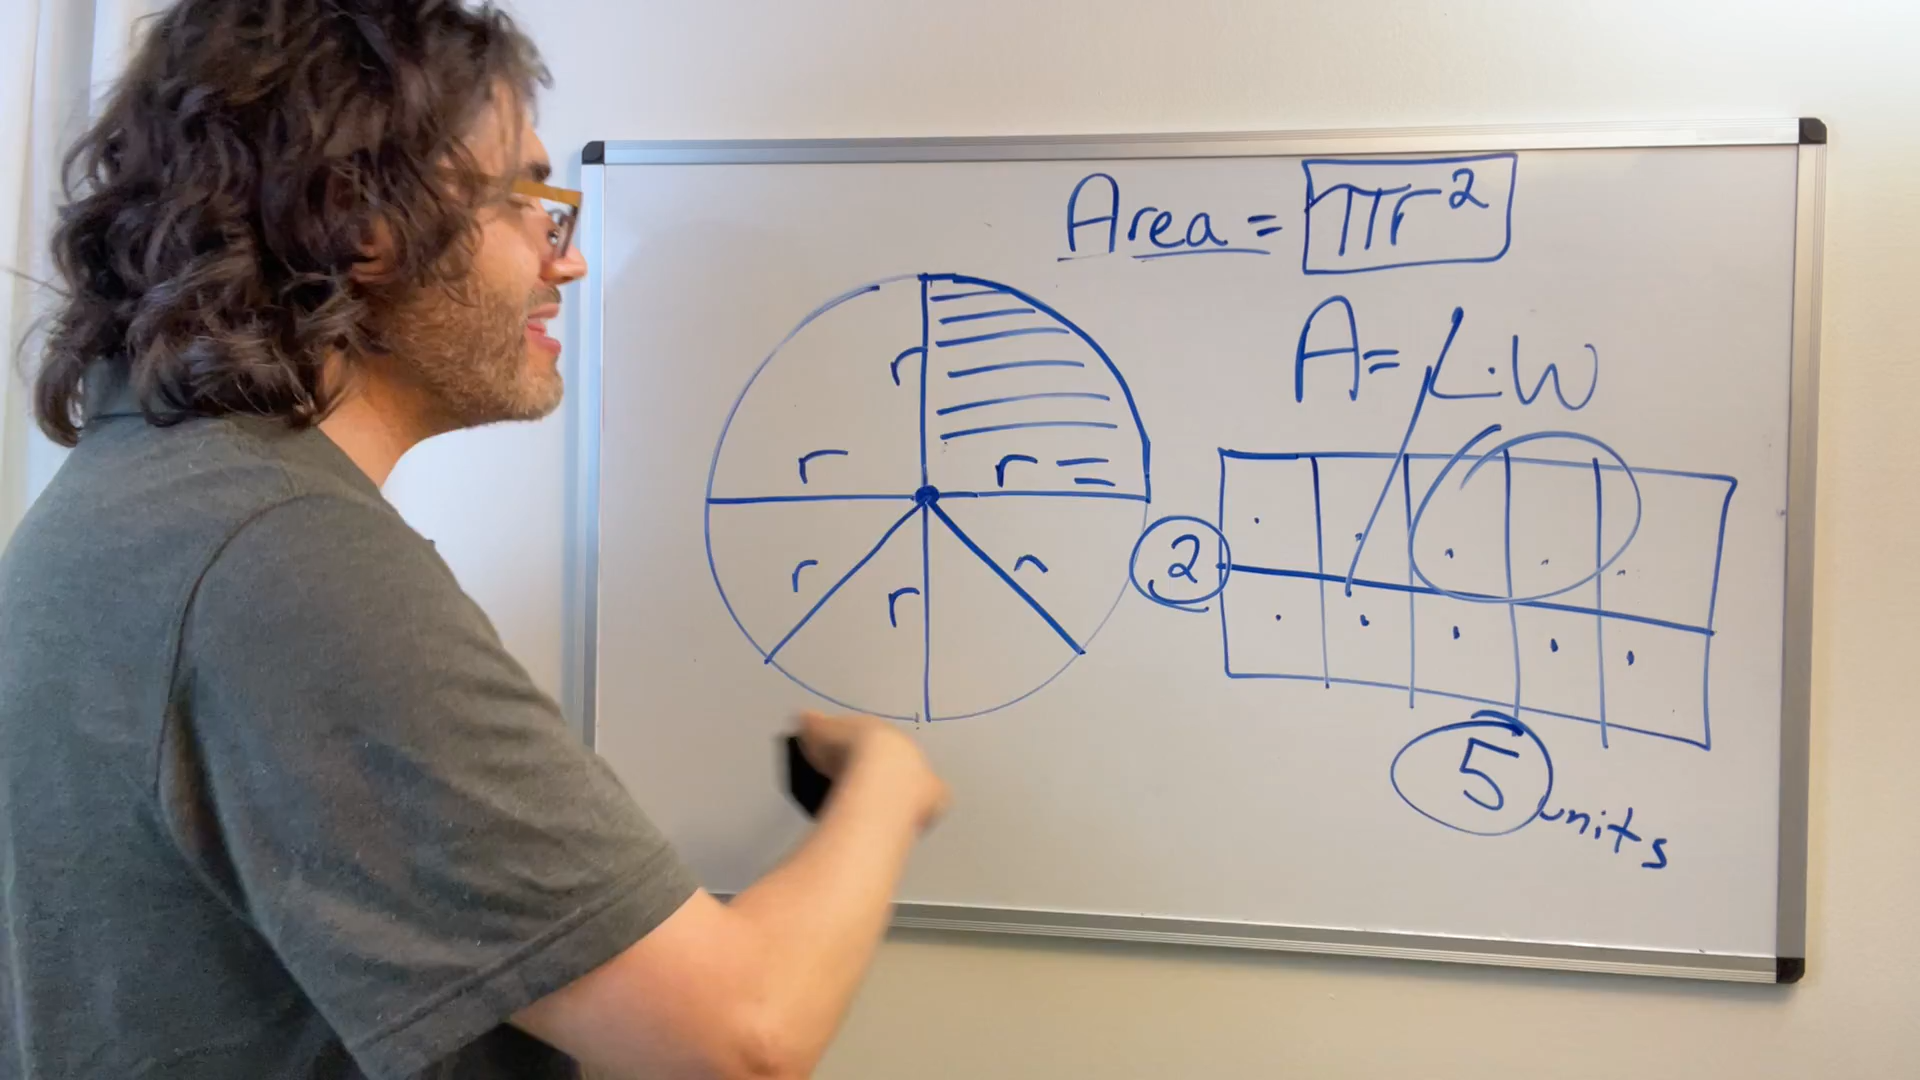 Area = πr²
A = L·W
r
r
r =
r
r
r
2
5 units